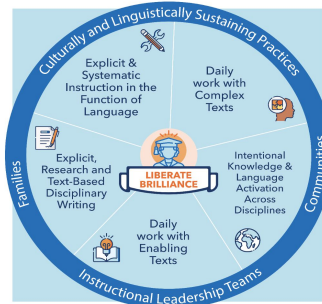 Culturally and Linguistically Sustaining Practices
Explicit &
Systematic
Instruction in the
Function of
Language
Daily
work with
Complex
Texts
Explicit,
Research and
Text-Based
Disciplinary
Writing
LIBERATE
BRILLIANCE
Intentional
Knowledge &
Language
Activation
Across
Disciplines
Daily
work with
Enabling
Texts
Families
Communities
Instructional Leadership Teams